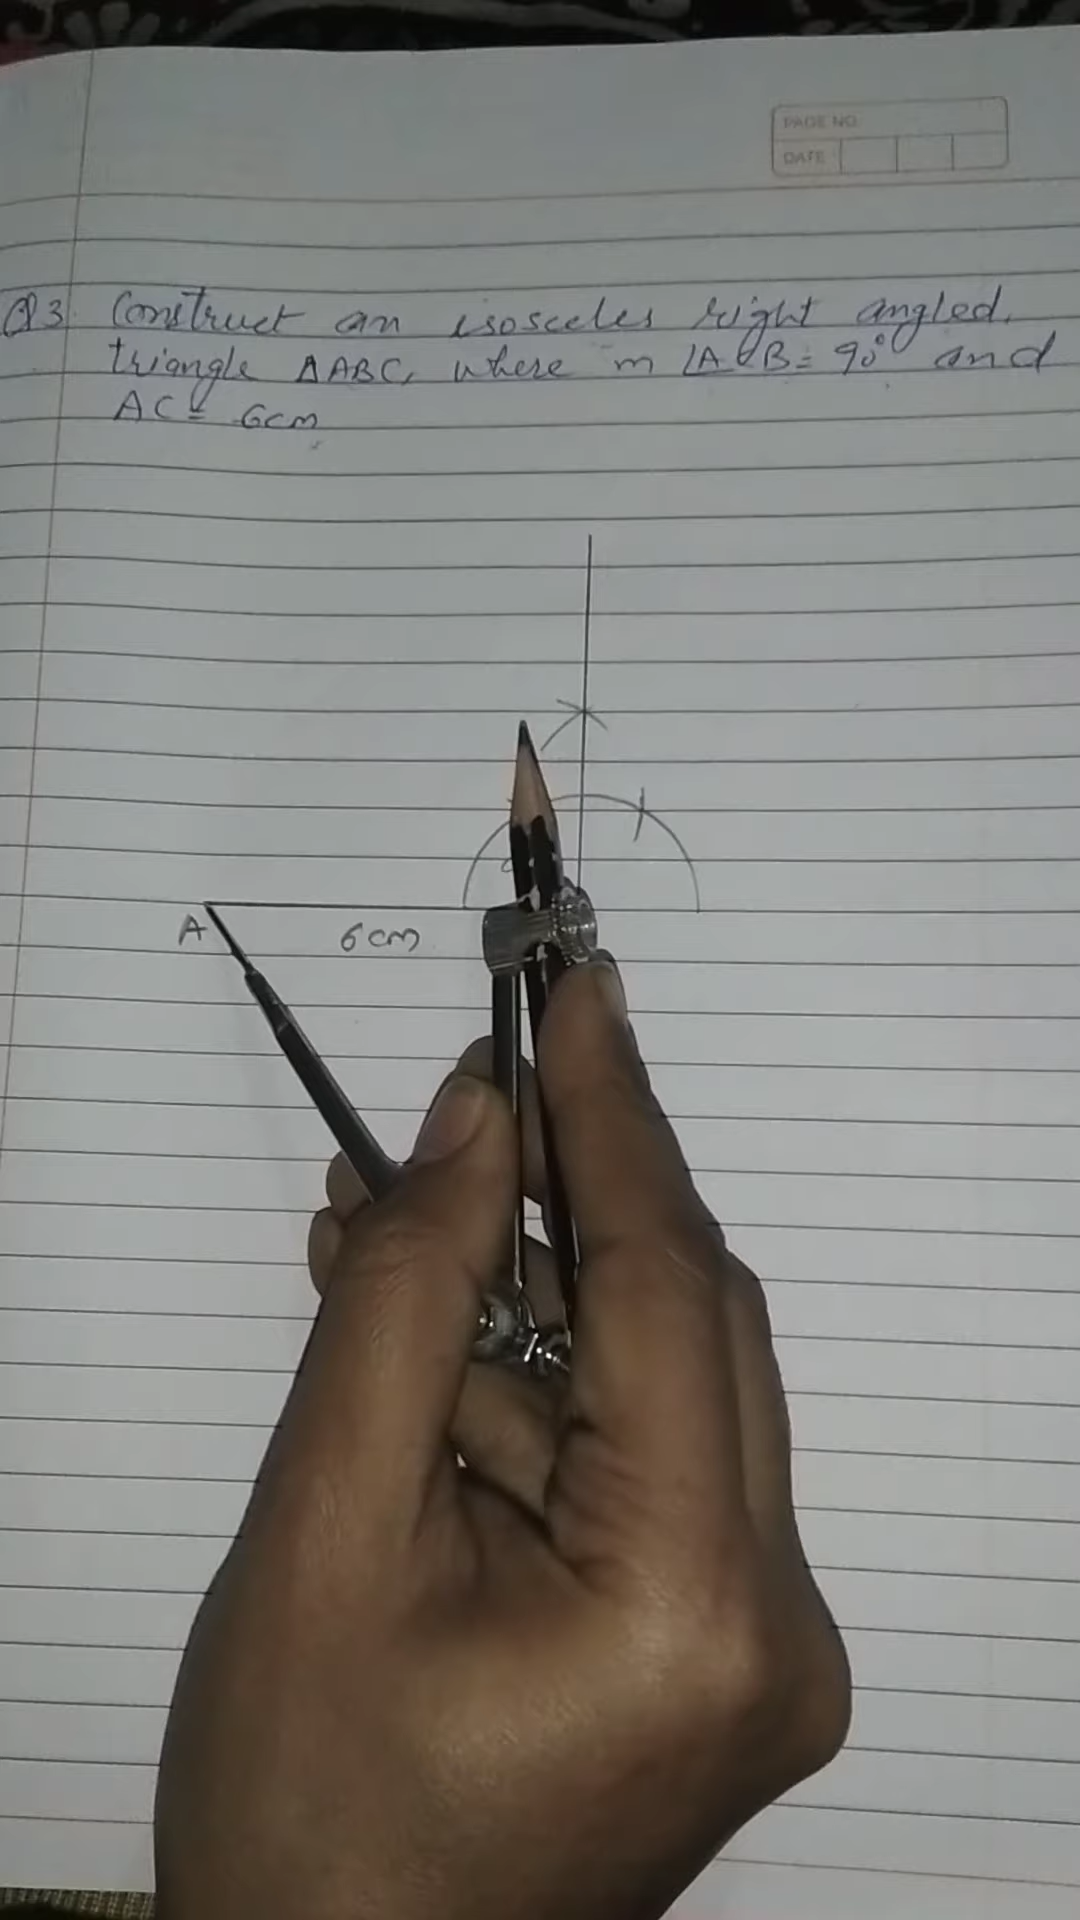 PAGE NO.
DATE
Q3. Construct an isosceles right angled
triangle ΔABC, where m ∠ACB = 90° and
AC = 6cm
A
6cm